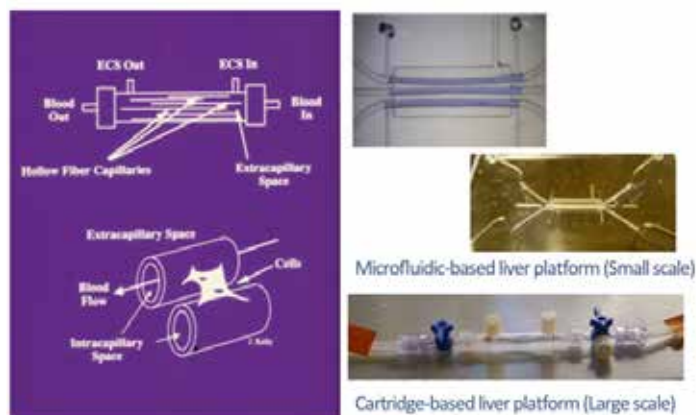 ECS Out
ECS In
Blood
Out
Blood
In
Hollow Fiber Capillaries
Extracapillary
Space
Extracapillary Space
Cells
Blood
Flow
Intracapillary
Space
Microfluidic-based liver platform (Small scale)
Cartridge-based liver platform (Large scale)